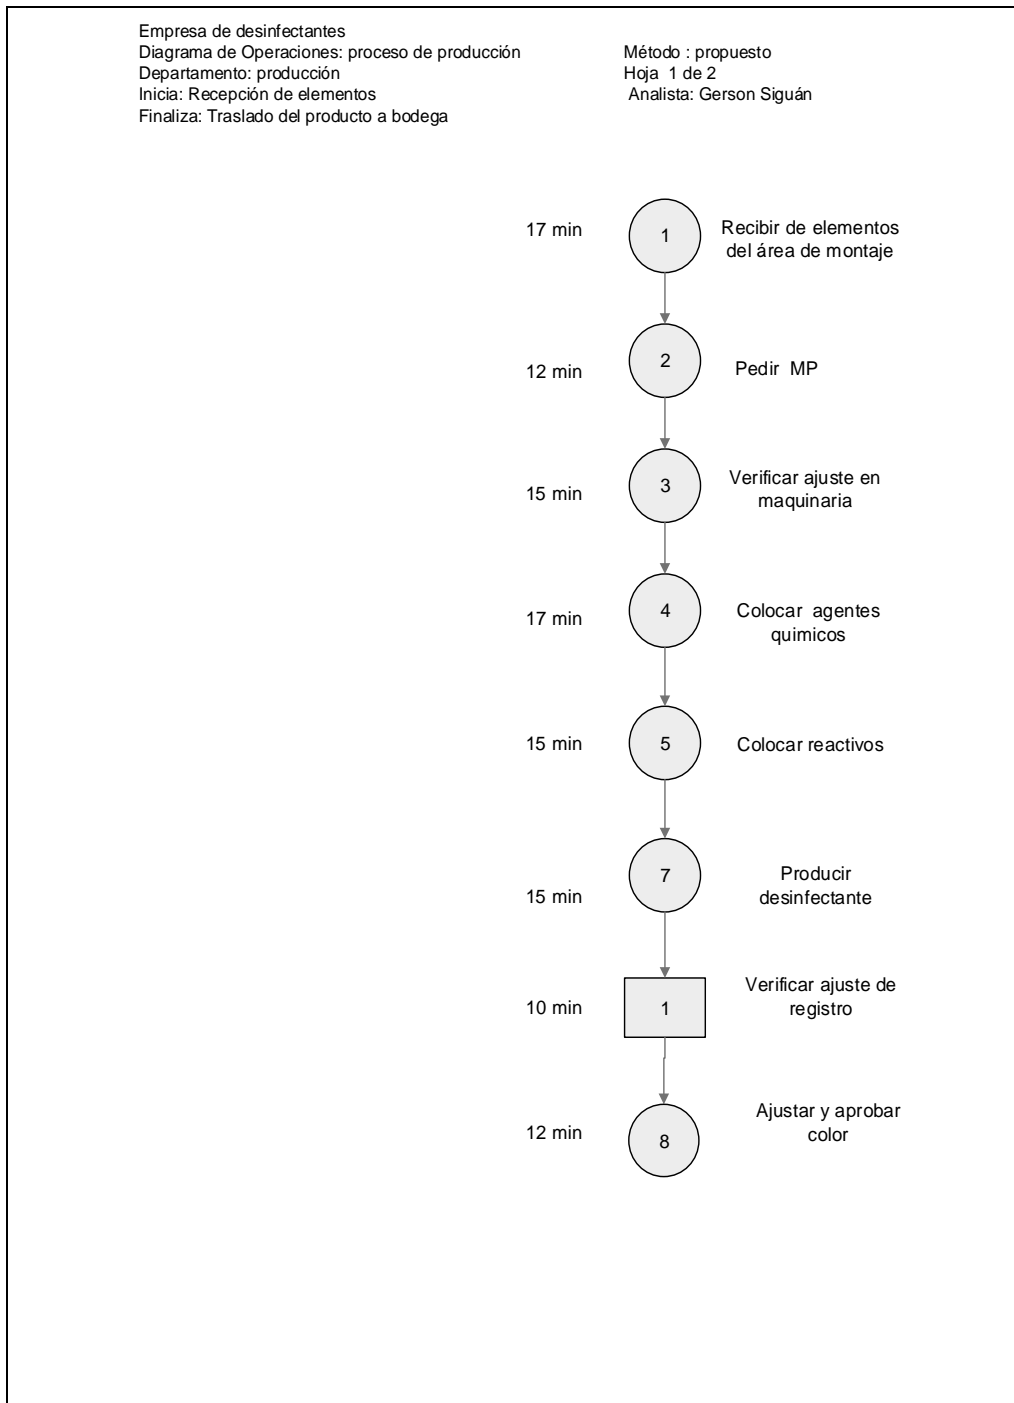 Empresa de desinfectantes
Diagrama de Operaciones: proceso de producción
Departamento: producción
Inicia: Recepción de elementos
Finaliza: Traslado del producto a bodega
Método : propuesto
Hoja 1 de 2
Analista: Gerson Siguán
17 min
1
Recibir de elementos
del área de montaje
12 min
2
Pedir MP
15 min
3
Verificar ajuste en
maquinaria
17 min
4
Colocar agentes
quimicos
15 min
5
Colocar reactivos
15 min
7
Producir
desinfectante
10 min
1
Verificar ajuste de
registro
12 min
8
Ajustar y aprobar
color